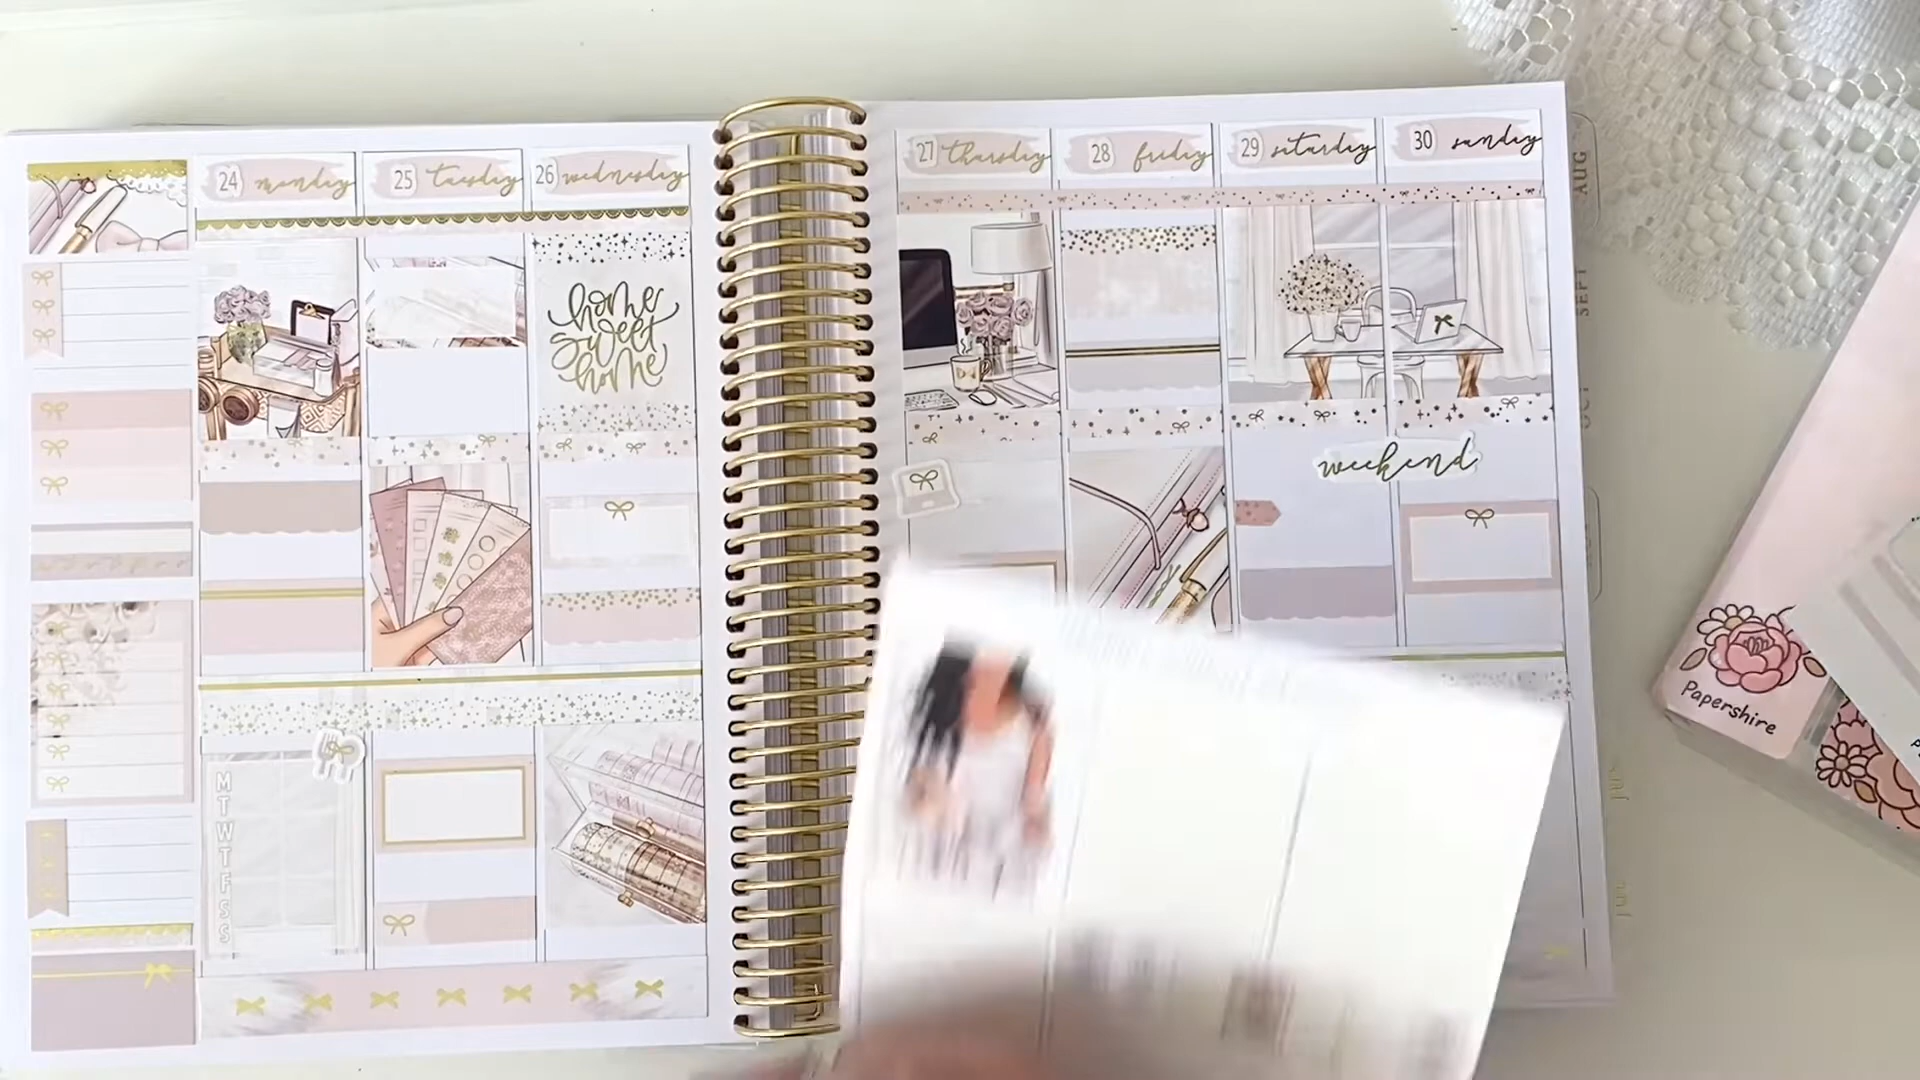 24 monday
25 tuesday
26 wednesday
27 thursday
28 friday
29 saturday
30 sunday
home
sweet
home
weekend
M
T
W
T
F
S
S
AUG
SEPT
OCT
Papershire